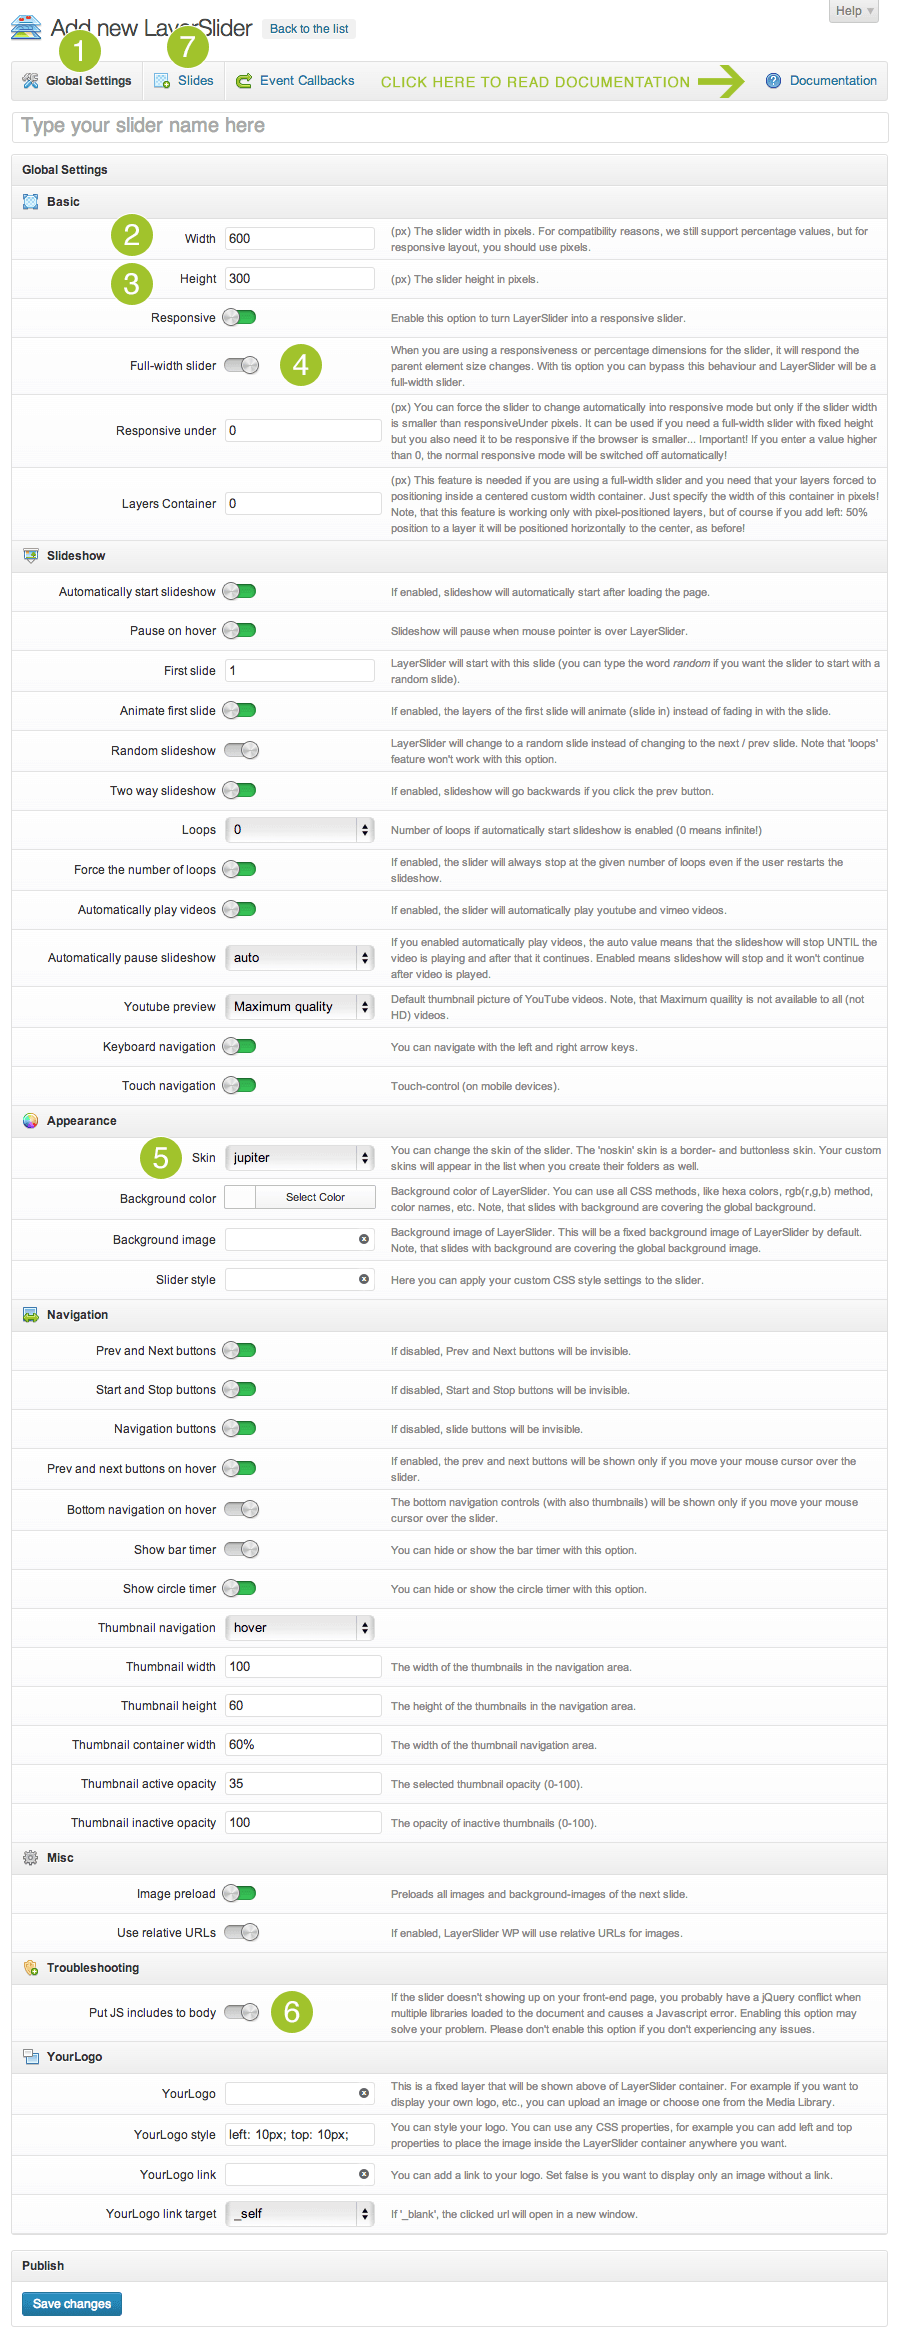 Help
Add new LayerSlider Back to the list
1 7
Global Settings Slides Event Callbacks CLICK HERE TO READ DOCUMENTATION Documentation
Type your slider name here
Global Settings
Basic
2 Width 600 (px) The slider width in pixels. For compatibility reasons, we still support percentage values, but for
responsive layout, you should use pixels.
3 Height 300 (px) The slider height in pixels.
Responsive Enable this option to turn LayerSlider into a responsive slider.
Full-width slider 4 When you are using a responsiveness or percentage dimensions for the slider, it will respond the
parent element size changes. With tis option you can bypass this behaviour and LayerSlider will be a
full-width slider.
Responsive under 0 (px) You can force the slider to change automatically into responsive mode but only if the slider width
is smaller than responsiveUnder pixels. It can be used if you need a full-width slider with fixed height
but you also need it to be responsive if the browser is smaller... Important! If you enter a value higher
than 0, the normal responsive mode will be switched off automatically!
Layers Container 0 (px) This feature is needed if you are using a full-width slider and you need that your layers forced to
positioning inside a centered custom width container. Just specify the width of this container in pixels!
Note, that this feature is working only with pixel-positioned layers, but of course if you add left: 50%
position to a layer it will be positioned horizontally to the center, as before!
Slideshow
Automatically start slideshow If enabled, slideshow will automatically start after loading the page.
Pause on hover Slideshow will pause when mouse pointer is over LayerSlider.
First slide 1 LayerSlider will start with this slide (you can type the word random if you want the slider to start with a
random slide).
Animate first slide If enabled, the layers of the first slide will animate (slide in) instead of fading in with the slide.
Random slideshow LayerSlider will change to a random slide instead of changing to the next / prev slide. Note that 'loops'
feature won't work with this option.
Two way slideshow If enabled, slideshow will go backwards if you click the prev button.
Loops 0 Number of loops if automatically start slideshow is enabled (0 means infinite!)
Force the number of loops If enabled, the slider will always stop at the given number of loops even if the user restarts the
slideshow.
Automatically play videos If enabled, the slider will automatically play youtube and vimeo videos.
Automatically pause slideshow auto If you enabled automatically play videos, the auto value means that the slideshow will stop UNTIL the
video is playing and after that it continues. Enabled means slideshow will stop and it won't continue
after video is played.
Youtube preview Maximum quality Default thumbnail picture of YouTube videos. Note, that Maximum quaility is not available to all (not
HD) videos.
Keyboard navigation You can navigate with the left and right arrow keys.
Touch navigation Touch-control (on mobile devices).
Appearance
5 Skin jupiter You can change the skin of the slider. The 'noskin' skin is a border- and buttonless skin. Your custom
skins will appear in the list when you create their folders as well.
Background color Select Color Background color of LayerSlider. You can use all CSS methods, like hexa colors, rgb(r,g,b) method,
color names, etc. Note, that slides with background are covering the global background.
Background image Background image of LayerSlider. This will be a fixed background image of LayerSlider by default.
Note, that slides with background are covering the global background image.
Slider style Here you can apply your custom CSS style settings to the slider.
Navigation
Prev and Next buttons If disabled, Prev and Next buttons will be invisible.
Start and Stop buttons If disabled, Start and Stop buttons will be invisible.
Navigation buttons If disabled, slide buttons will be invisible.
Prev and next buttons on hover If enabled, the prev and next buttons will be shown only if you move your mouse cursor over the
slider.
Bottom navigation on hover The bottom navigation controls (with also thumbnails) will be shown only if you move your mouse
cursor over the slider.
Show bar timer You can hide or show the bar timer with this option.
Show circle timer You can hide or show the circle timer with this option.
Thumbnail navigation hover
Thumbnail width 100 The width of the thumbnails in the navigation area.
Thumbnail height 60 The height of the thumbnails in the navigation area.
Thumbnail container width 60% The width of the thumbnail navigation area.
Thumbnail active opacity 35 The selected thumbnail opacity (0-100).
Thumbnail inactive opacity 100 The opacity of inactive thumbnails (0-100).
Misc
Image preload Preloads all images and background-images of the next slide.
Use relative URLs If enabled, LayerSlider WP will use relative URLs for images.
Troubleshooting
Put JS includes to body 6 If the slider doesn't showing up on your front-end page, you probably have a jQuery conflict when
multiple libraries loaded to the document and causes a Javascript error. Enabling this option may
solve your problem. Please don't enable this option if you don't experiencing any issues.
YourLogo
YourLogo This is a fixed layer that will be shown above of LayerSlider container. For example if you want to
display your own logo, etc., you can upload an image or choose one from the Media Library.
YourLogo style left: 10px; top: 10px; You can style your logo. You can use any CSS properties, for example you can add left and top
properties to place the image inside the LayerSlider container anywhere you want.
YourLogo link You can add a link to your logo. Set false is you want to display only an image without a link.
YourLogo link target _self If '_blank', the clicked url will open in a new window.
Publish
Save changes